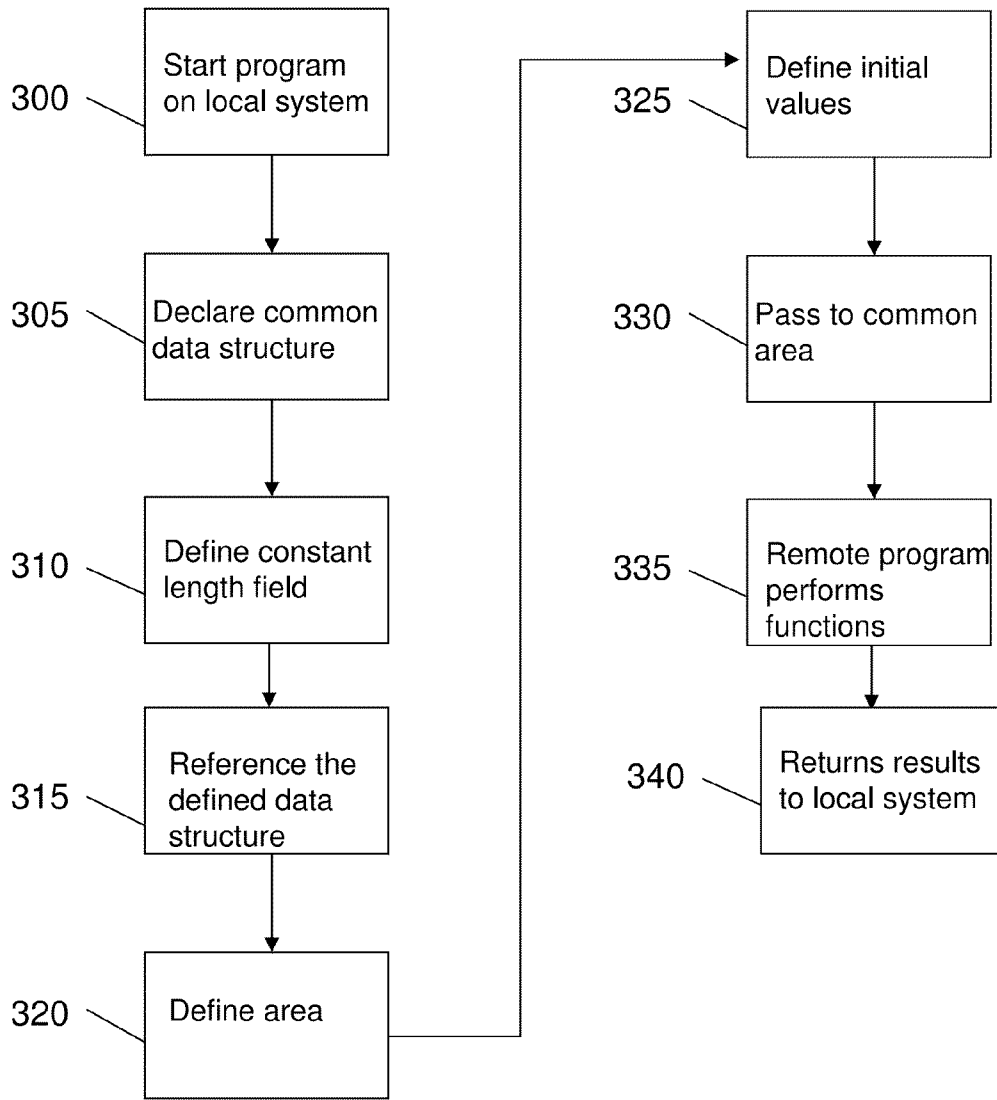 300
Start program
on local system
305
Declare common
data structure
310
Define constant
length field
315
Reference the
defined data
structure
320
Define area
325
Define initial
values
330
Pass to common
area
335
Remote program
performs
functions
340
Returns results
to local system